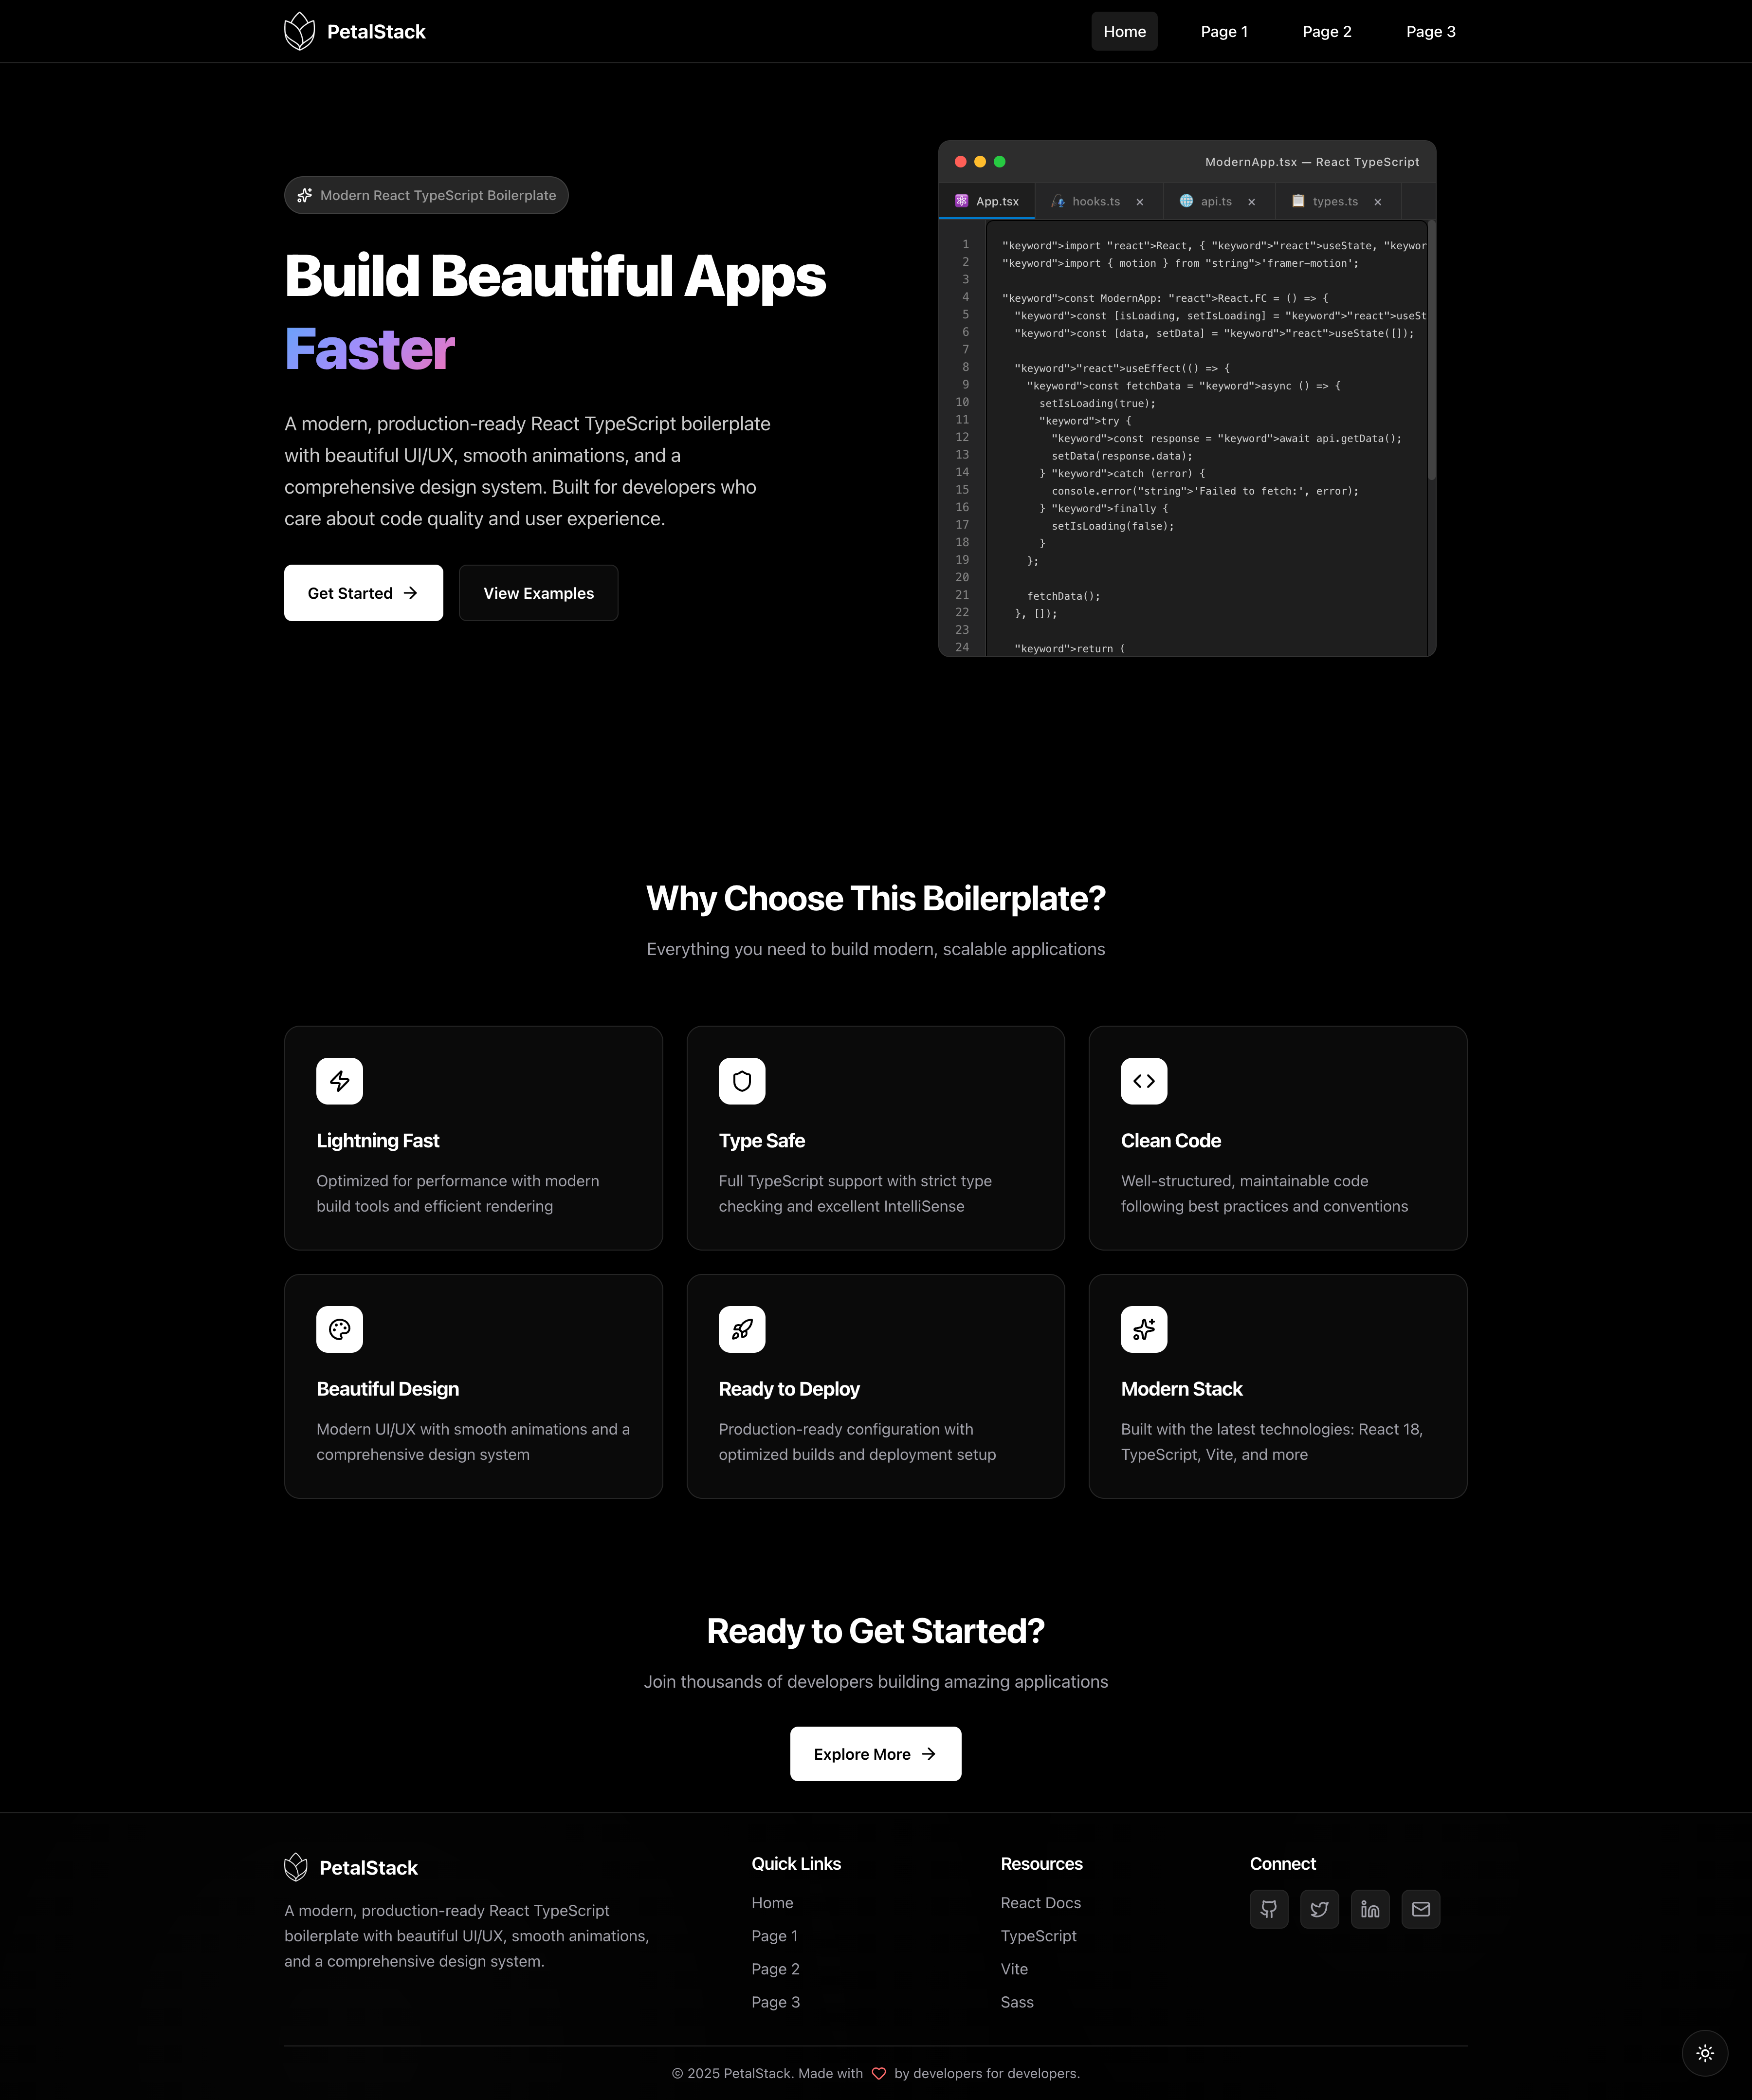 PetalStack
Home
Page 1
Page 2
Page 3
Modern React TypeScript Boilerplate
Build Beautiful Apps
Faster
A modern, production-ready React TypeScript boilerplate
with beautiful UI/UX, smooth animations, and a
comprehensive design system. Built for developers who
care about code quality and user experience.
Get Started
View Examples
ModernApp.tsx — React TypeScript
App.tsx
hooks.ts ×
api.ts ×
types.ts ×
1 "keyword">import "react">React, { "keyword">"react">useState, "keywor
2 "keyword">import { motion } from "string">'framer-motion';
3
4 "keyword">const ModernApp: "react">React.FC = () => {
5 "keyword">const [isLoading, setIsLoading] = "keyword">"react">useSt
6 "keyword">const [data, setData] = "keyword">"react">useState([]);
7
8 "keyword">"react">useEffect(() => {
9 "keyword">const fetchData = "keyword">async () => {
10 setIsLoading(true);
11 "keyword">try {
12 "keyword">const response = "keyword">await api.getData();
13 setData(response.data);
14 } "keyword">catch (error) {
15 console.error("string">'Failed to fetch:', error);
16 } "keyword">finally {
17 setIsLoading(false);
18 }
19 };
20
21 fetchData();
22 }, []);
23
24 "keyword">return (
Why Choose This Boilerplate?
Everything you need to build modern, scalable applications
Lightning Fast
Optimized for performance with modern
build tools and efficient rendering
Type Safe
Full TypeScript support with strict type
checking and excellent IntelliSense
Clean Code
Well-structured, maintainable code
following best practices and conventions
Beautiful Design
Modern UI/UX with smooth animations and a
comprehensive design system
Ready to Deploy
Production-ready configuration with
optimized builds and deployment setup
Modern Stack
Built with the latest technologies: React 18,
TypeScript, Vite, and more
Ready to Get Started?
Join thousands of developers building amazing applications
Explore More
PetalStack
A modern, production-ready React TypeScript
boilerplate with beautiful UI/UX, smooth animations,
and a comprehensive design system.
Quick Links
Home
Page 1
Page 2
Page 3
Resources
React Docs
TypeScript
Vite
Sass
Connect
© 2025 PetalStack. Made with by developers for developers.